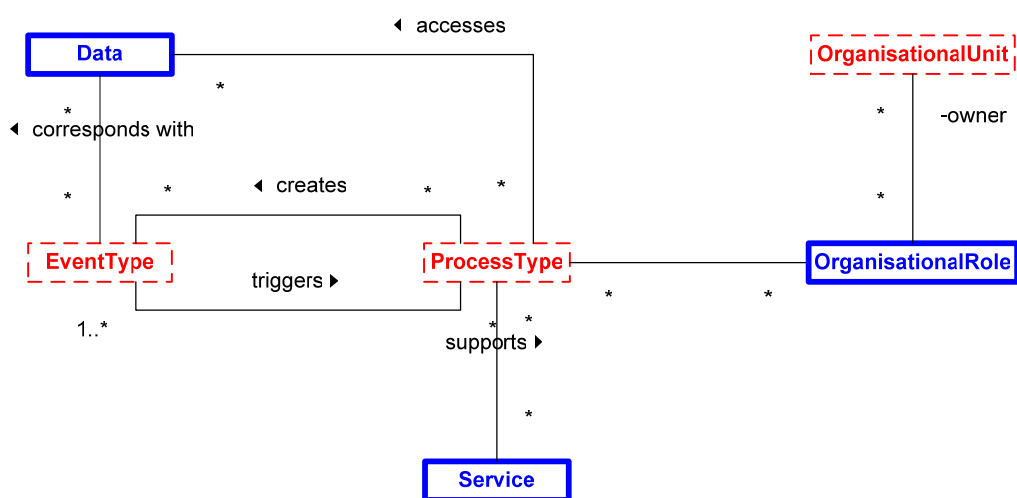 ◄ accesses
Data
OrganisationalUnit
*
* *
-owner
◄ corresponds with
* * *
◄ creates
* * *
EventType
ProcessType
OrganisationalRole
triggers ►
* *
1..*
* *
supports ►
*
Service